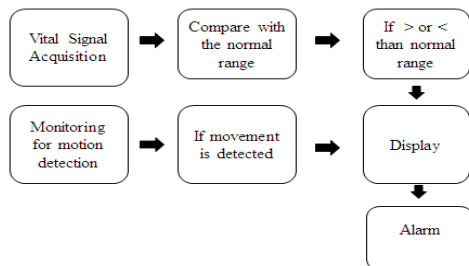 Vital Signal
Acquisition
Compare with
the normal
range
If > or <
than normal
range
Monitoring
for motion
detection
If movement
is detected
Display
Alarm